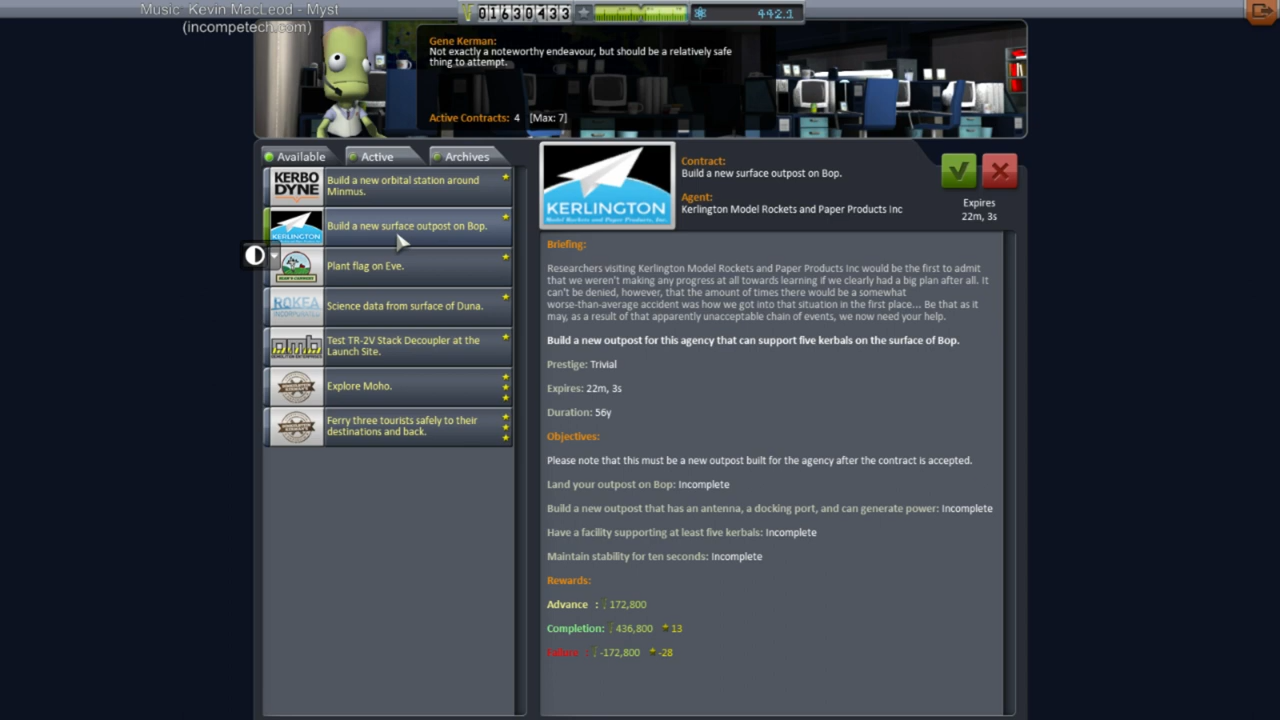 Music Kevin MacLeod - Myst
(incompetech.com)
01630433
442.1
Gene Kerman:
Not exactly a noteworthy endeavour, but should be a relatively safe
thing to attempt.
Active Contracts: 4 [Max: 7]
Available
Active
Archives
KERBO
DYNE
Build a new orbital station around
Minmus.
KERLINGTON
Build a new surface outpost on Bop.
Plant flag on Eve.
ROKEA
INCORPORATED
Science data from surface of Duna.
Test TR-2V Stack Decoupler at the
Launch Site.
Explore Moho.
Ferry three tourists safely to their
destinations and back.
KERLINGTON
Model Rockets and Paper Products, Inc.
Contract:
Build a new surface outpost on Bop.
Agent:
Kerlington Model Rockets and Paper Products Inc
Expires
22m, 3s
Briefing:
Researchers visiting Kerlington Model Rockets and Paper Products Inc would be the first to admit
that we weren't making any progress at all towards learning if we clearly had a big plan after all. It
can't be denied, however, that the amount of times there would be a somewhat
worse-than-average accident was how we got into that situation in the first place... Be that as it
may, as a result of that apparently unacceptable chain of events, we now need your help.
Build a new outpost for this agency that can support five kerbals on the surface of Bop.
Prestige: Trivial
Expires: 22m, 3s
Duration: 56y
Objectives:
Please note that this must be a new outpost built for the agency after the contract is accepted.
Land your outpost on Bop: Incomplete
Build a new outpost that has an antenna, a docking port, and can generate power: Incomplete
Have a facility supporting at least five kerbals: Incomplete
Maintain stability for ten seconds: Incomplete
Rewards:
Advance : 172,800
Completion: 436,800 13
Failure : -172,800 -28